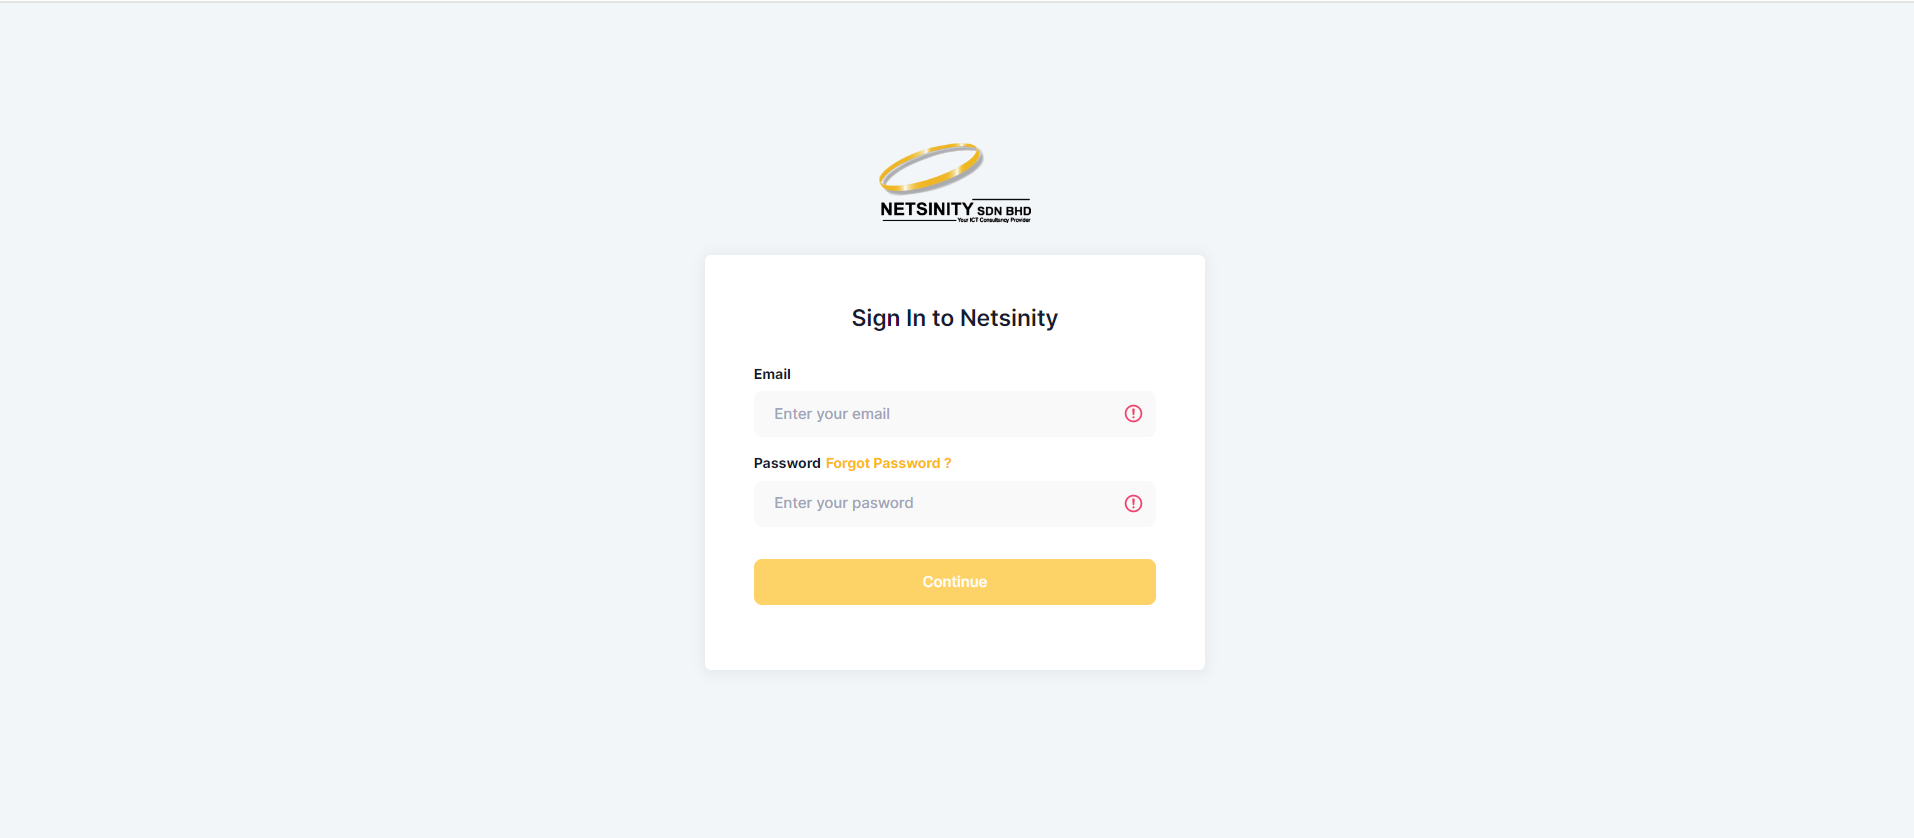 NETSINITY SDN BHD
Your ICT Consultancy Provider
Sign In to Netsinity
Email
Enter your email
Password Forgot Password ?
Enter your pasword
Continue